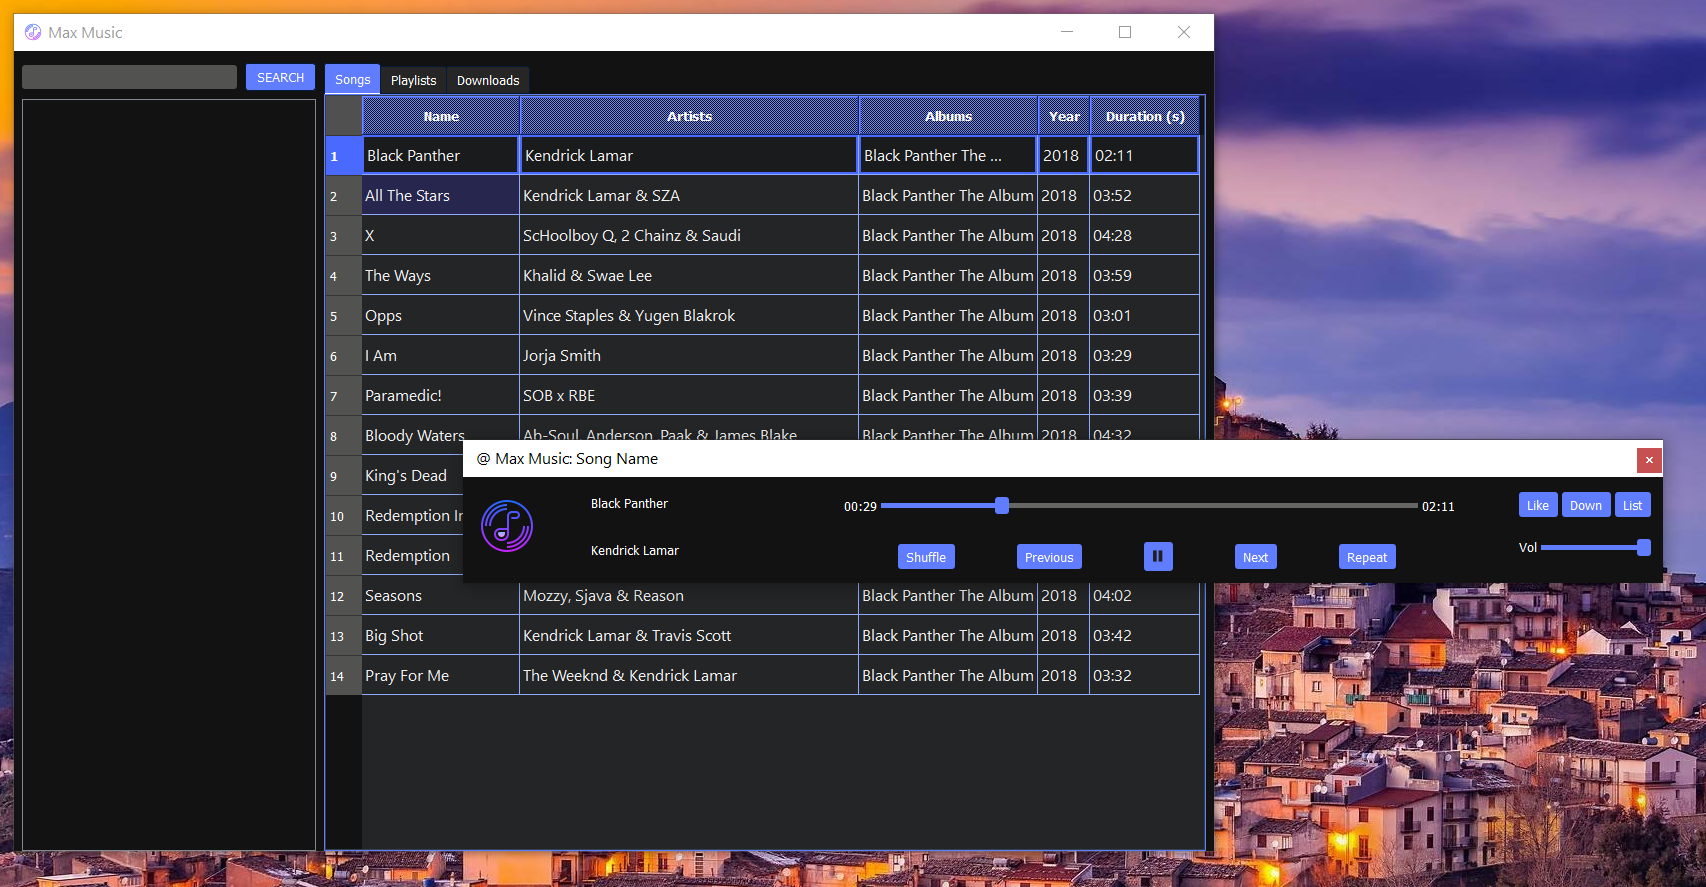 Max Music
SEARCH
Songs Playlists Downloads
Name Artists Albums Year Duration (s)
1 Black Panther Kendrick Lamar Black Panther The ... 2018 02:11
2 All The Stars Kendrick Lamar & SZA Black Panther The Album 2018 03:52
3 X ScHoolboy Q, 2 Chainz & Saudi Black Panther The Album 2018 04:28
4 The Ways Khalid & Swae Lee Black Panther The Album 2018 03:59
5 Opps Vince Staples & Yugen Blakrok Black Panther The Album 2018 03:01
6 I Am Jorja Smith Black Panther The Album 2018 03:29
7 Paramedic! SOB x RBE Black Panther The Album 2018 03:39
8 Bloody Waters Ab-Soul, Anderson, Paak & James Blake Black Panther The Album 2018 04:32
9 King's Dead
10 Redemption
11 Redemption
12 Seasons Mozzy, Sjava & Reason Black Panther The Album 2018 04:02
13 Big Shot Kendrick Lamar & Travis Scott Black Panther The Album 2018 03:42
14 Pray For Me The Weeknd & Kendrick Lamar Black Panther The Album 2018 03:32
@ Max Music: Song Name
Black Panther 00:29 02:11 Like Down List
Kendrick Lamar Shuffle Previous Next Repeat Vol